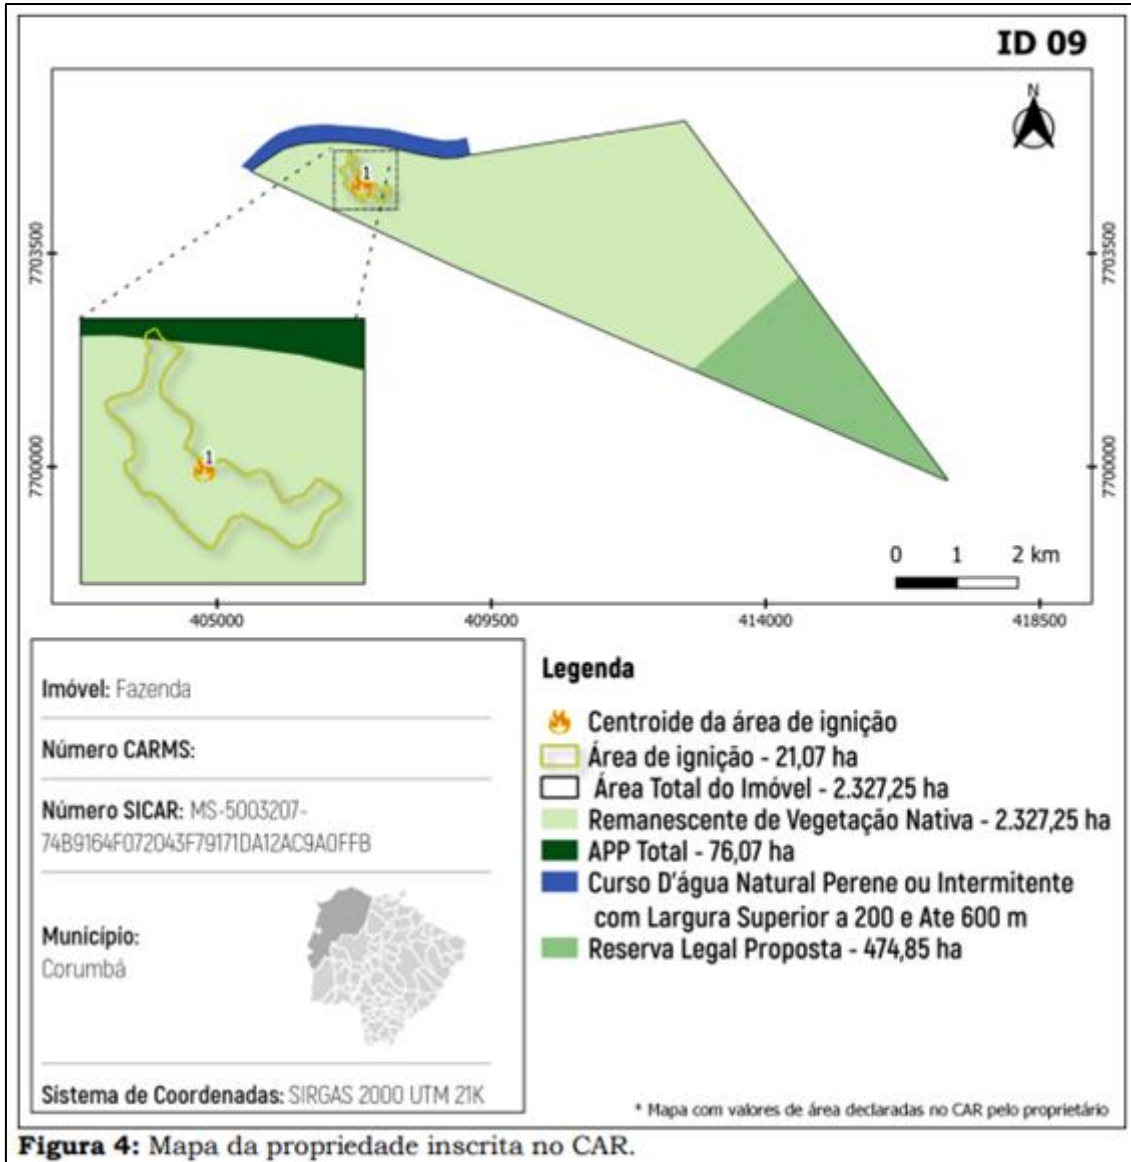 ID 09
N
7703500
7703500
1
1
7700000
7700000
0 1 2 km
405000 409500 414000 418500
Imóvel: Fazenda
Número CARMS:
Número SICAR: MS-5003207-
74B9164F072043F79171DA12AC9A0FFB
Município:
Corumbá
Sistema de Coordenadas: SIRGAS 2000 UTM 21K
Legenda
Centroide da área de ignição
Área de ignição - 21,07 ha
Área Total do Imóvel - 2.327,25 ha
Remanescente de Vegetação Nativa - 2.327,25 ha
APP Total - 76,07 ha
Curso D'água Natural Perene ou Intermitente
com Largura Superior a 200 e Ate 600 m
Reserva Legal Proposta - 474,85 ha
* Mapa com valores de área declaradas no CAR pelo proprietário
Figura 4: Mapa da propriedade inscrita no CAR.